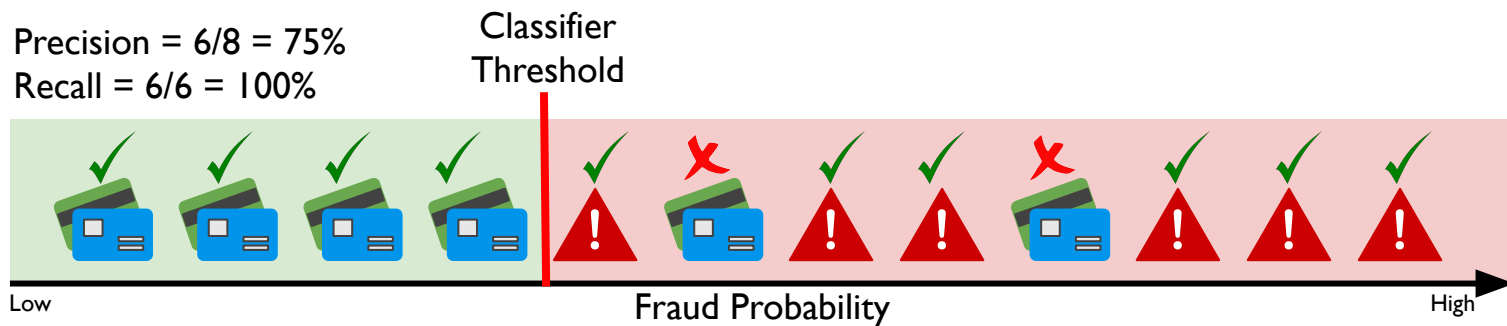 Precision = 6/8 = 75%
Recall = 6/6 = 100%
Classifier
Threshold
! ! ! ! ! !
Low
Fraud Probability
High